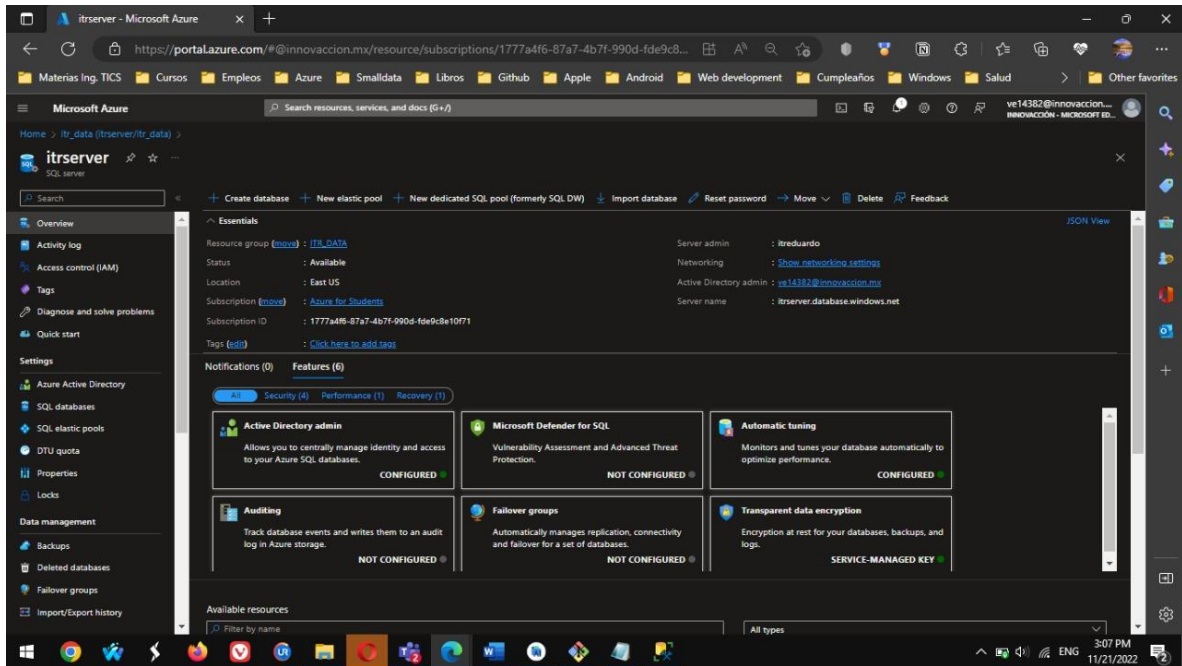 itrserver - Microsoft Azure
https://portal.azure.com/#@innovaccion.mx/resource/subscriptions/1777a4f6-87a7-4b7f-990d-fde9c8...
Materias Ing. TICS Cursos Empleos Azure Smalldata Libros Github Apple Android Web development Cumpleaños Windows Salud Other favorites
Microsoft Azure Search resources, services, and docs (G+/) ve14382@innovaccion....
INNOVACCIÓN - MICROSOFT ED...
Home > itr_data (itrserver/itr_data) >
itrserver
SQL server
Search
Create database New elastic pool New dedicated SQL pool (formerly SQL DW) Import database Reset password Move Delete Feedback
Overview
Activity log
Access control (IAM)
Tags
Diagnose and solve problems
Quick start
Settings
Azure Active Directory
SQL databases
SQL elastic pools
DTU quota
Properties
Locks
Data management
Backups
Deleted databases
Failover groups
Import/Export history
Essentials JSON View
Resource group (move) : ITR_DATA
Status : Available
Location : East US
Subscription (move) : Azure for Students
Subscription ID : 1777a4f6-87a7-4b7f-990d-fde9c8e10f71
Tags (edit) : Click here to add tags
Server admin : itreduardo
Networking : Show networking settings
Active Directory admin : ve14382@innovaccion.mx
Server name : itrserver.database.windows.net
Notifications (0) Features (6)
All Security (4) Performance (1) Recovery (1)
Active Directory admin
Allows you to centrally manage identity and access
to your Azure SQL databases.
CONFIGURED
Microsoft Defender for SQL
Vulnerability Assessment and Advanced Threat
Protection.
NOT CONFIGURED
Automatic tuning
Monitors and tunes your database automatically to
optimize performance.
CONFIGURED
Auditing
Track database events and writes them to an audit
log in Azure storage.
NOT CONFIGURED
Failover groups
Automatically manages replication, connectivity
and failover for a set of databases.
NOT CONFIGURED
Transparent data encryption
Encryption at rest for your databases, backups, and
logs.
SERVICE-MANAGED KEY
Available resources
Filter by name All types
ENG 3:07 PM
11/21/2022